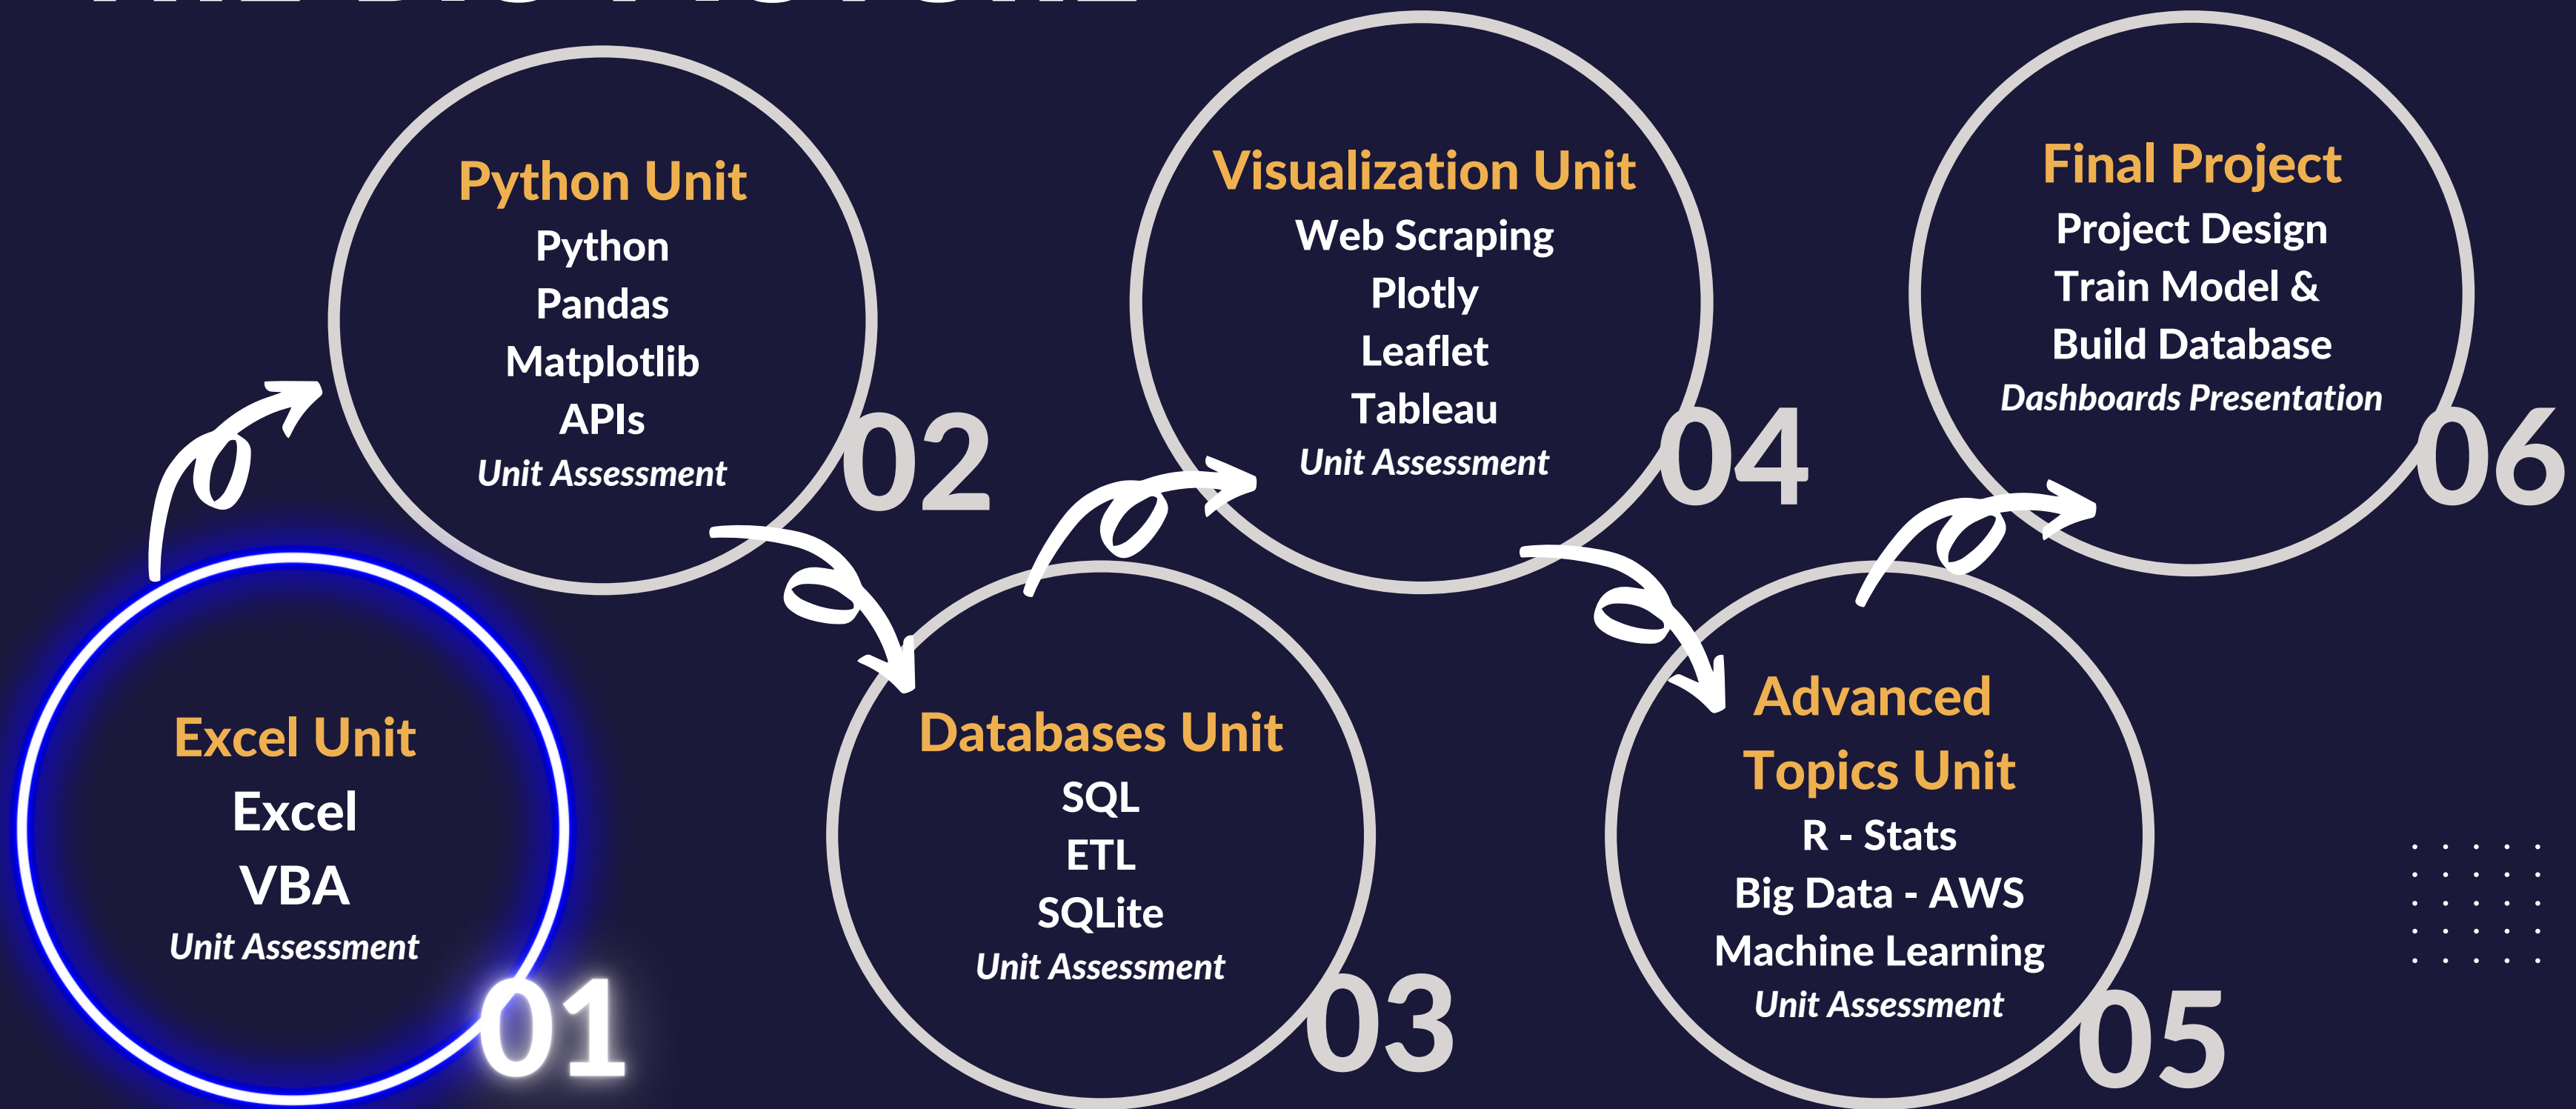 Excel Unit
Excel
VBA
Unit Assessment
01
Python Unit
Python
Pandas
Matplotlib
APIs
Unit Assessment
02
Databases Unit
SQL
ETL
SQLite
Unit Assessment
03
Visualization Unit
Web Scraping
Plotly
Leaflet
Tableau
Unit Assessment
04
Advanced
Topics Unit
R - Stats
Big Data - AWS
Machine Learning
Unit Assessment
05
Final Project
Project Design
Train Model &
Build Database
Dashboards Presentation
06